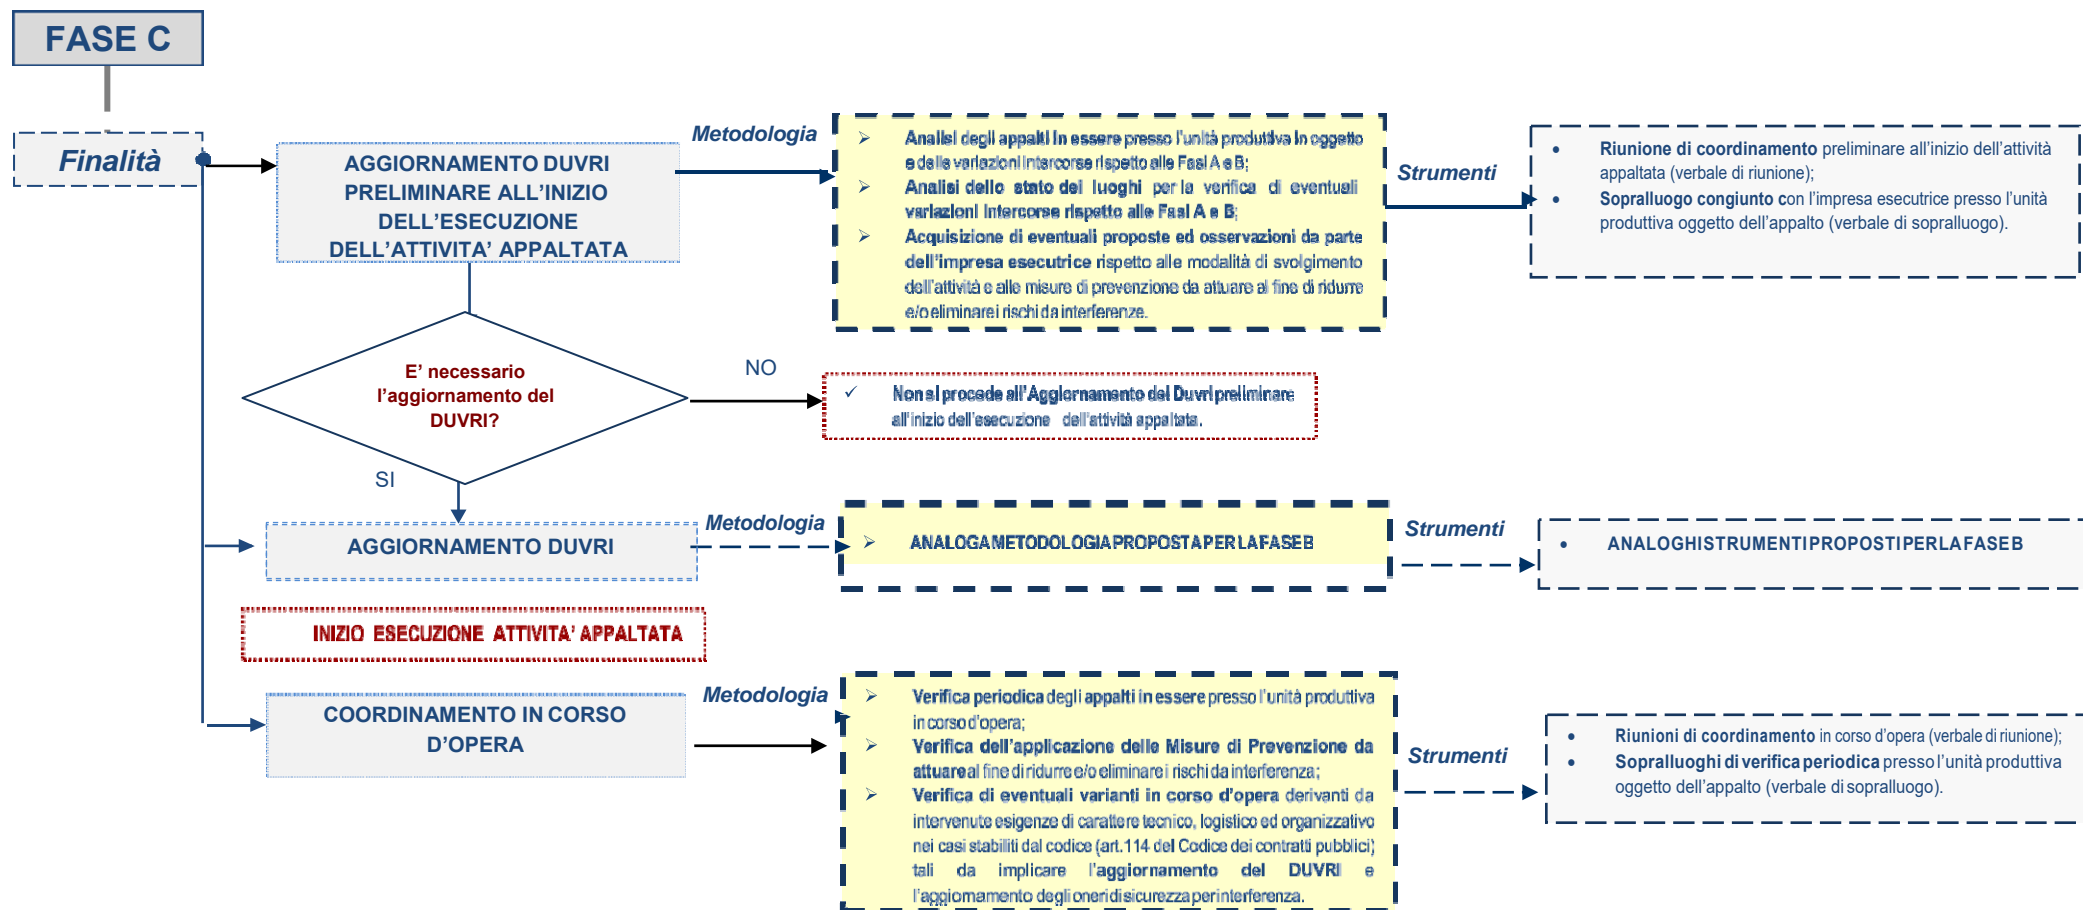 FASE C
Finalità
AGGIORNAMENTO DUVRI
PRELIMINARE ALL'INIZIO
DELL'ESECUZIONE
DELL'ATTIVITA' APPALTATA
Metodologia
Analisi degli appalti in essere presso l'unità produttiva in oggetto
e delle variazioni intercorse rispetto alle Fasi A e B;
Analisi dello stato dei luoghi per la verifica di eventuali
variazioni intercorse rispetto alle Fasi A e B;
Acquisizione di eventuali proposte ed osservazioni da parte
dell'impresa esecutrice rispetto alle modalità di svolgimento
dell'attività e alle misure di prevenzione da attuare al fine di ridurre
e/o eliminare i rischi da interferenze.
Strumenti
• Riunione di coordinamento preliminare all'inizio dell'attività
appaltata (verbale di riunione);
• Sopralluogo congiunto con l'impresa esecutrice presso l'unità
produttiva oggetto dell'appalto (verbale di sopralluogo).
E' necessario
l'aggiornamento del
DUVRI?
NO
✓ Non si procede all'Aggiornamento del Duvri preliminare
all'inizio dell'esecuzione dell'attività appaltata.
SI
AGGIORNAMENTO DUVRI
Metodologia
ANALOGA METODOLOGIA PROPOSTA PER LA FASE B
Strumenti
• ANALOGHI STRUMENTI PROPOSTI PER LA FASE B
INIZIO ESECUZIONE ATTIVITA' APPALTATA
COORDINAMENTO IN CORSO
D'OPERA
Metodologia
Verifica periodica degli appalti in essere presso l'unità produttiva
in corso d'opera;
Verifica dell'applicazione delle Misure di Prevenzione da
attuare al fine di ridurre e/o eliminare i rischi da interferenza;
Verifica di eventuali varianti in corso d'opera derivanti da
intervenute esigenze di carattere tecnico, logistico ed organizzativo
nei casi stabiliti dal codice (art.114 del Codice dei contratti pubblici)
tali da implicare l'aggiornamento del DUVRI e
l'aggiornamento degli oneri di sicurezza per interferenza.
Strumenti
• Riunioni di coordinamento in corso d'opera (verbale di riunione);
• Sopralluoghi di verifica periodica presso l'unità produttiva
oggetto dell'appalto (verbale di sopralluogo).